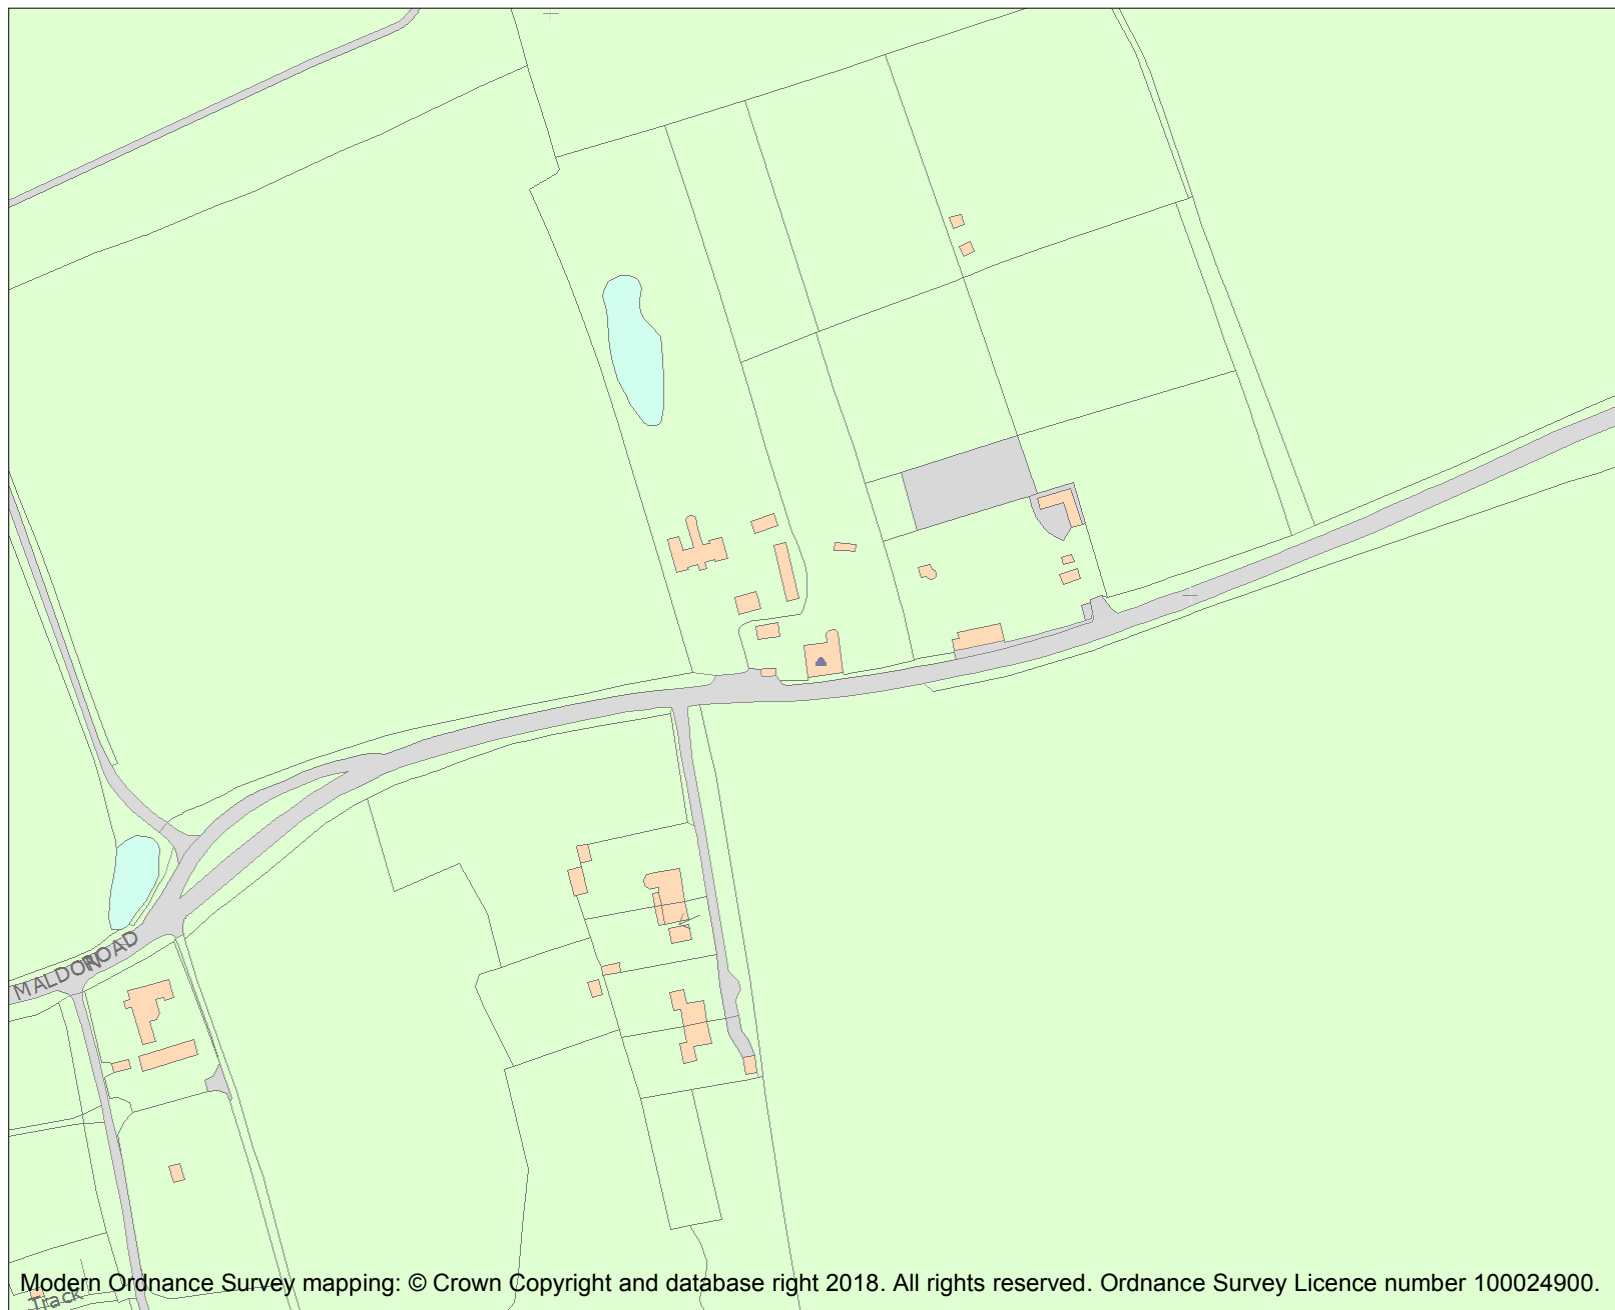 MALDON ROAD
Track
Modern Ordnance Survey mapping: © Crown Copyright and database right 2018. All rights reserved. Ordnance Survey Licence number 100024900.